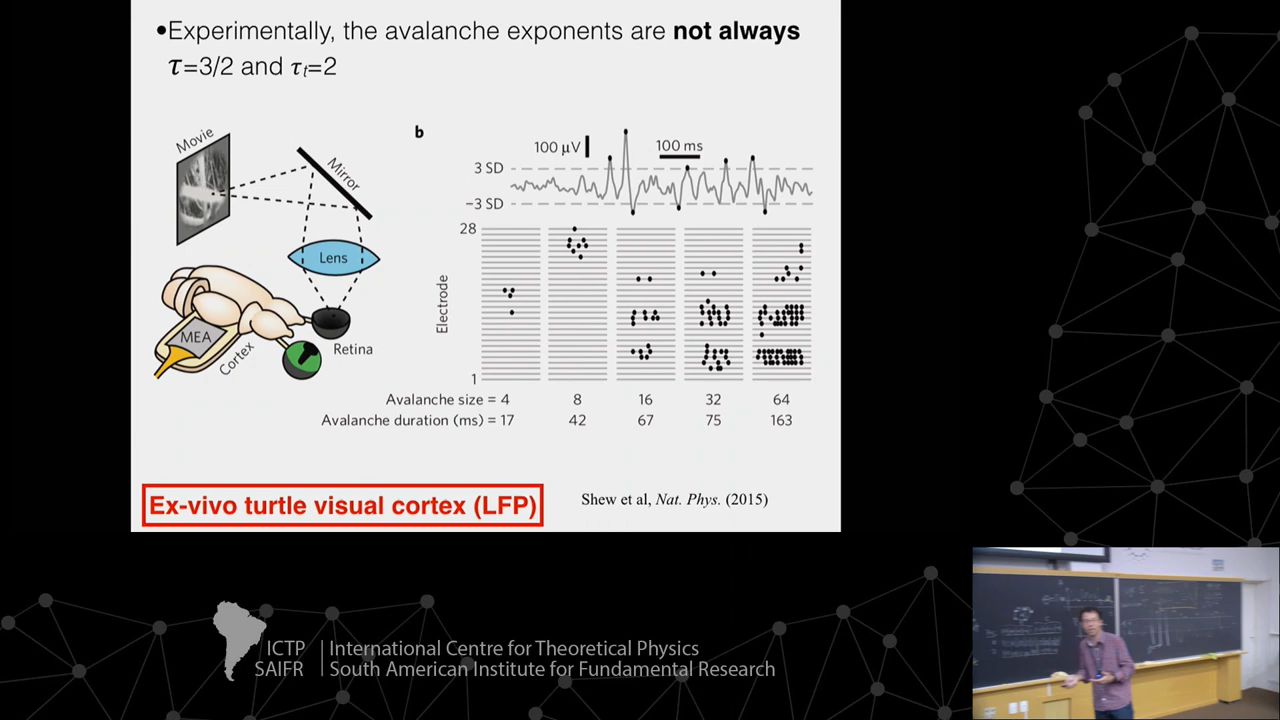 •Experimentally, the avalanche exponents are not always
τ=3/2 and τt=2
Movie
Mirror
Lens
MEA
Cortex
Retina
b
100 μV
100 ms
3 SD
−3 SD
28
Electrode
1
Avalanche size = 4 8 16 32 64
Avalanche duration (ms) = 17 42 67 75 163
Ex-vivo turtle visual cortex (LFP)
Shew et al, Nat. Phys. (2015)
ICTP | International Centre for Theoretical Physics
SAIFR | South American Institute for Fundamental Research